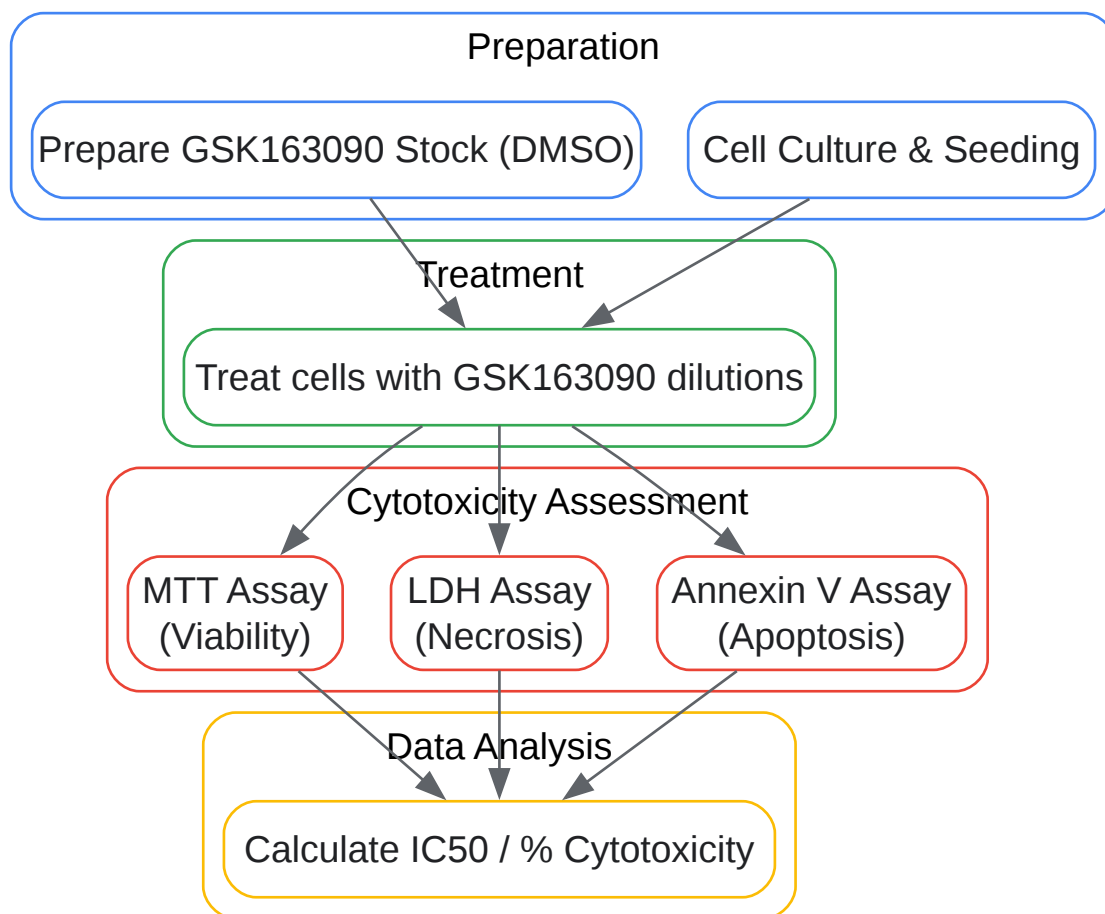 Preparation
Prepare GSK163090 Stock (DMSO)
Cell Culture & Seeding
Treatment
Treat cells with GSK163090 dilutions
Cytotoxicity Assessment
MTT Assay
(Viability)
LDH Assay
(Necrosis)
Annexin V Assay
(Apoptosis)
Data Analysis
Calculate IC50 / % Cytotoxicity